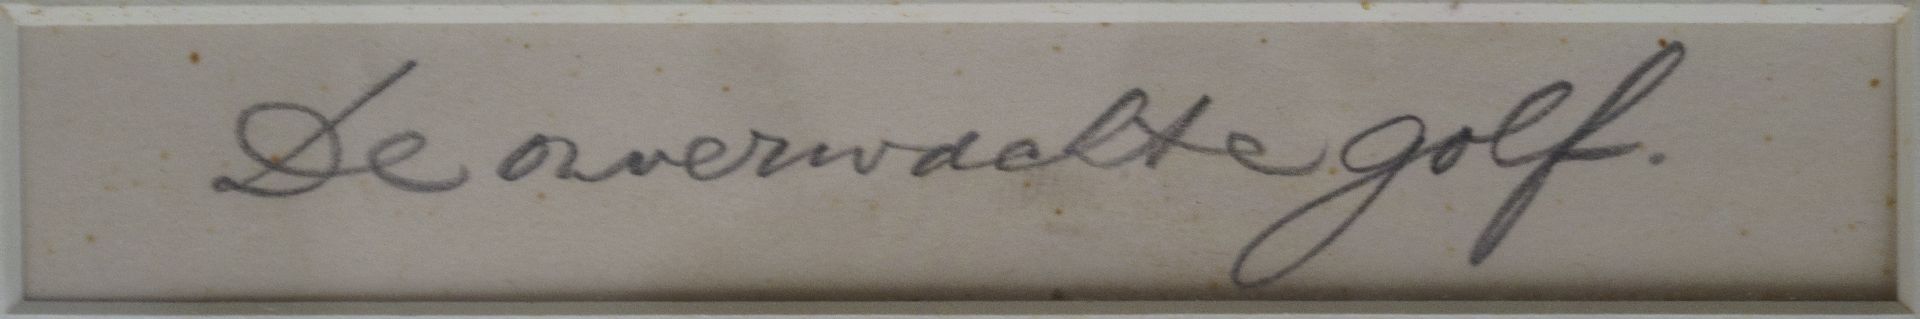 De onverwachte golf.